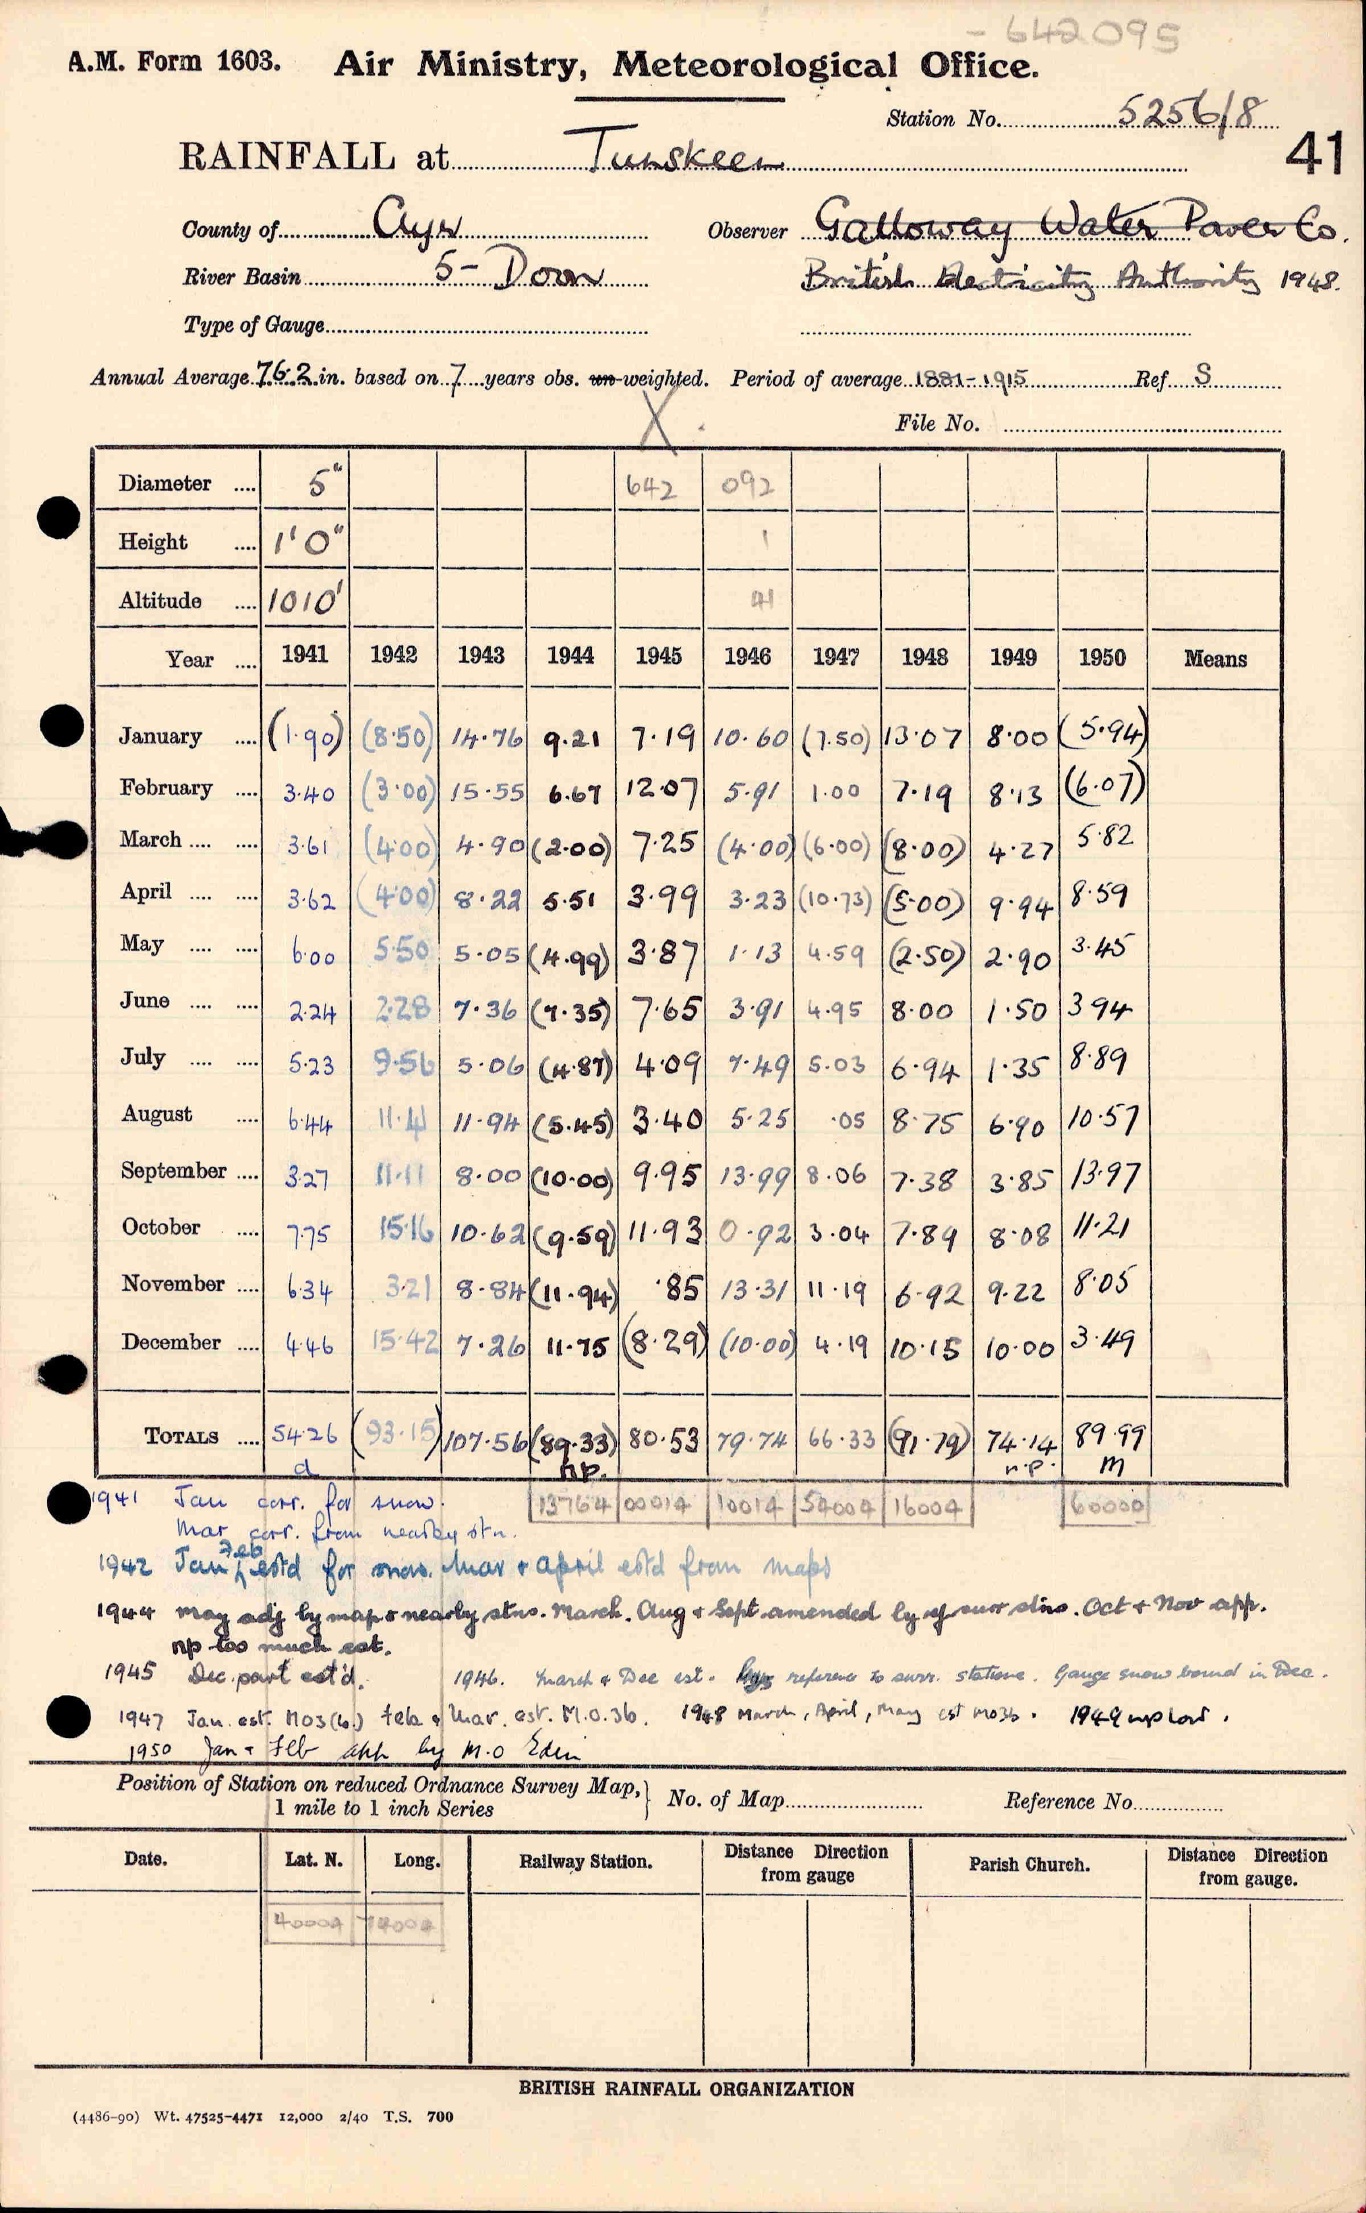 - 642095
A.M. Form 1603. Air Ministry, Meteorological Office.
Station No. 5256/8
RAINFALL at Tunskeen 41
County of Ayr Observer Galloway Water Power Co.
River Basin 5 - Doon British Electricity Authority 1948.
Type of Gauge
Annual Average 76.2 in. based on 7 years obs. un-weighted. Period of average 1881-1915 Ref S
X
File No.
Diameter .... 5" 642 092
Height .... 1'0" 1
Altitude .... 1010' 41
Year .... 1941 1942 1943 1944 1945 1946 1947 1948 1949 1950 Means
January .... (1.90) (8.50) 14.76 9.21 7.19 10.60 (7.50) 13.07 8.00 (5.94)
February .... 3.40 (3.00) 15.55 6.67 12.07 5.91 1.00 7.19 8.13 (6.07)
March .... .... 3.61 (4.00) 4.90 (2.00) 7.25 (4.00) (6.00) (8.00) 4.27 5.82
April .... .... 3.62 (4.00) 8.22 5.51 3.99 3.23 (10.73) (5.00) 9.94 8.59
May .... .... 6.00 5.50 5.05 (4.99) 3.87 1.13 4.59 (2.50) 2.90 3.45
June .... .... 2.24 2.28 7.36 (7.35) 7.65 3.91 4.95 8.00 1.50 3 94
July .... .... 5.23 9.56 5.06 (4.87) 4.09 7.49 5.03 6.94 1.35 8.89
August .... 6.44 11.41 11.94 (5.45) 3.40 5.25 .05 8.75 6.90 10.57
September .... 3.27 11.11 8.00 (10.00) 9.95 13.99 8.06 7.38 3.85 13.97
October .... 7.75 15.16 10.62 (9.59) 11.93 0.92 3.04 7.89 8.08 11.21
November .... 6.34 3.21 8.84 (11.94) .85 13.31 11.19 6.92 9.22 8.05
December .... 4.46 15.42 7.26 11.75 (8.29) (10.00) 4.19 10.15 10.00 3.49
TOTALS .... 54.26 (93.15) 107.56 (89.33) 80.53 79.74 66.33 (91.79) 74.14 89.99
d n.p. n.p. m
1941 Jan corr. for snow. 13764 00014 10014 54004 16004 60000
Mar corr. from nearby stn.
1942 Jan Feb estd for snow. Mar + April estd from maps
1944 May adj by map + nearby stns. March. Aug + Sept amended by surr stns. Oct + Nov app.
np too much est.
1945 Dec. part est'd. 1946. March + Dec est. reference to surr. stations. Gauge snow bound in Dec.
1947 Jan. est. M03(b.) Feb + Mar. est. M.O.3b. 1948 March, April, May est M03b. 1949 np low.
1950 Jan + Feb app by M.O Edin
Position of Station on reduced Ordnance Survey Map, } No. of Map Reference No.
1 mile to 1 inch Series
Date. Lat. N. Long. Railway Station. Distance Direction from gauge Parish Church. Distance Direction from gauge.
40004 74004
BRITISH RAINFALL ORGANIZATION
(4486-90) Wt. 47525-4471 12,000 2/40 T.S. 700